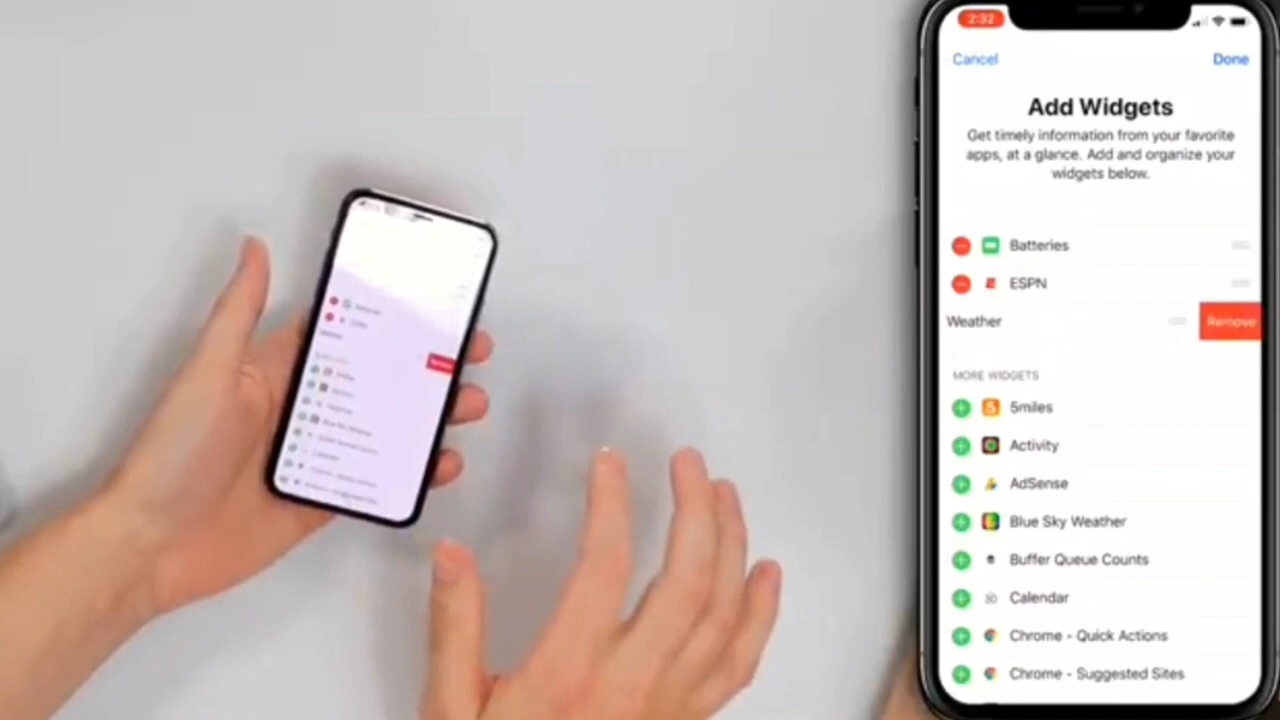 2:32
Cancel
Done
Add Widgets
Get timely information from your favorite
apps, at a glance. Add and organize your
widgets below.
Batteries
ESPN
Weather
Remove
MORE WIDGETS
5miles
Activity
AdSense
Blue Sky Weather
Buffer Queue Counts
Calendar
Chrome - Quick Actions
Chrome - Suggested Sites